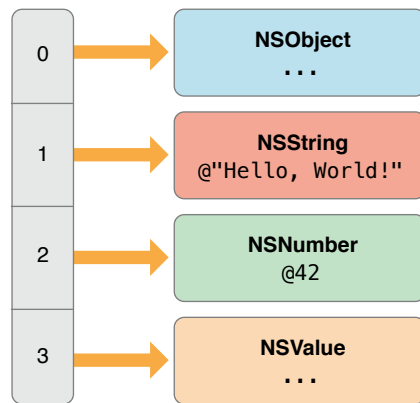 0
NSObject
...
1
NSString
@"Hello, World!"
2
NSNumber
@42
3
NSValue
...